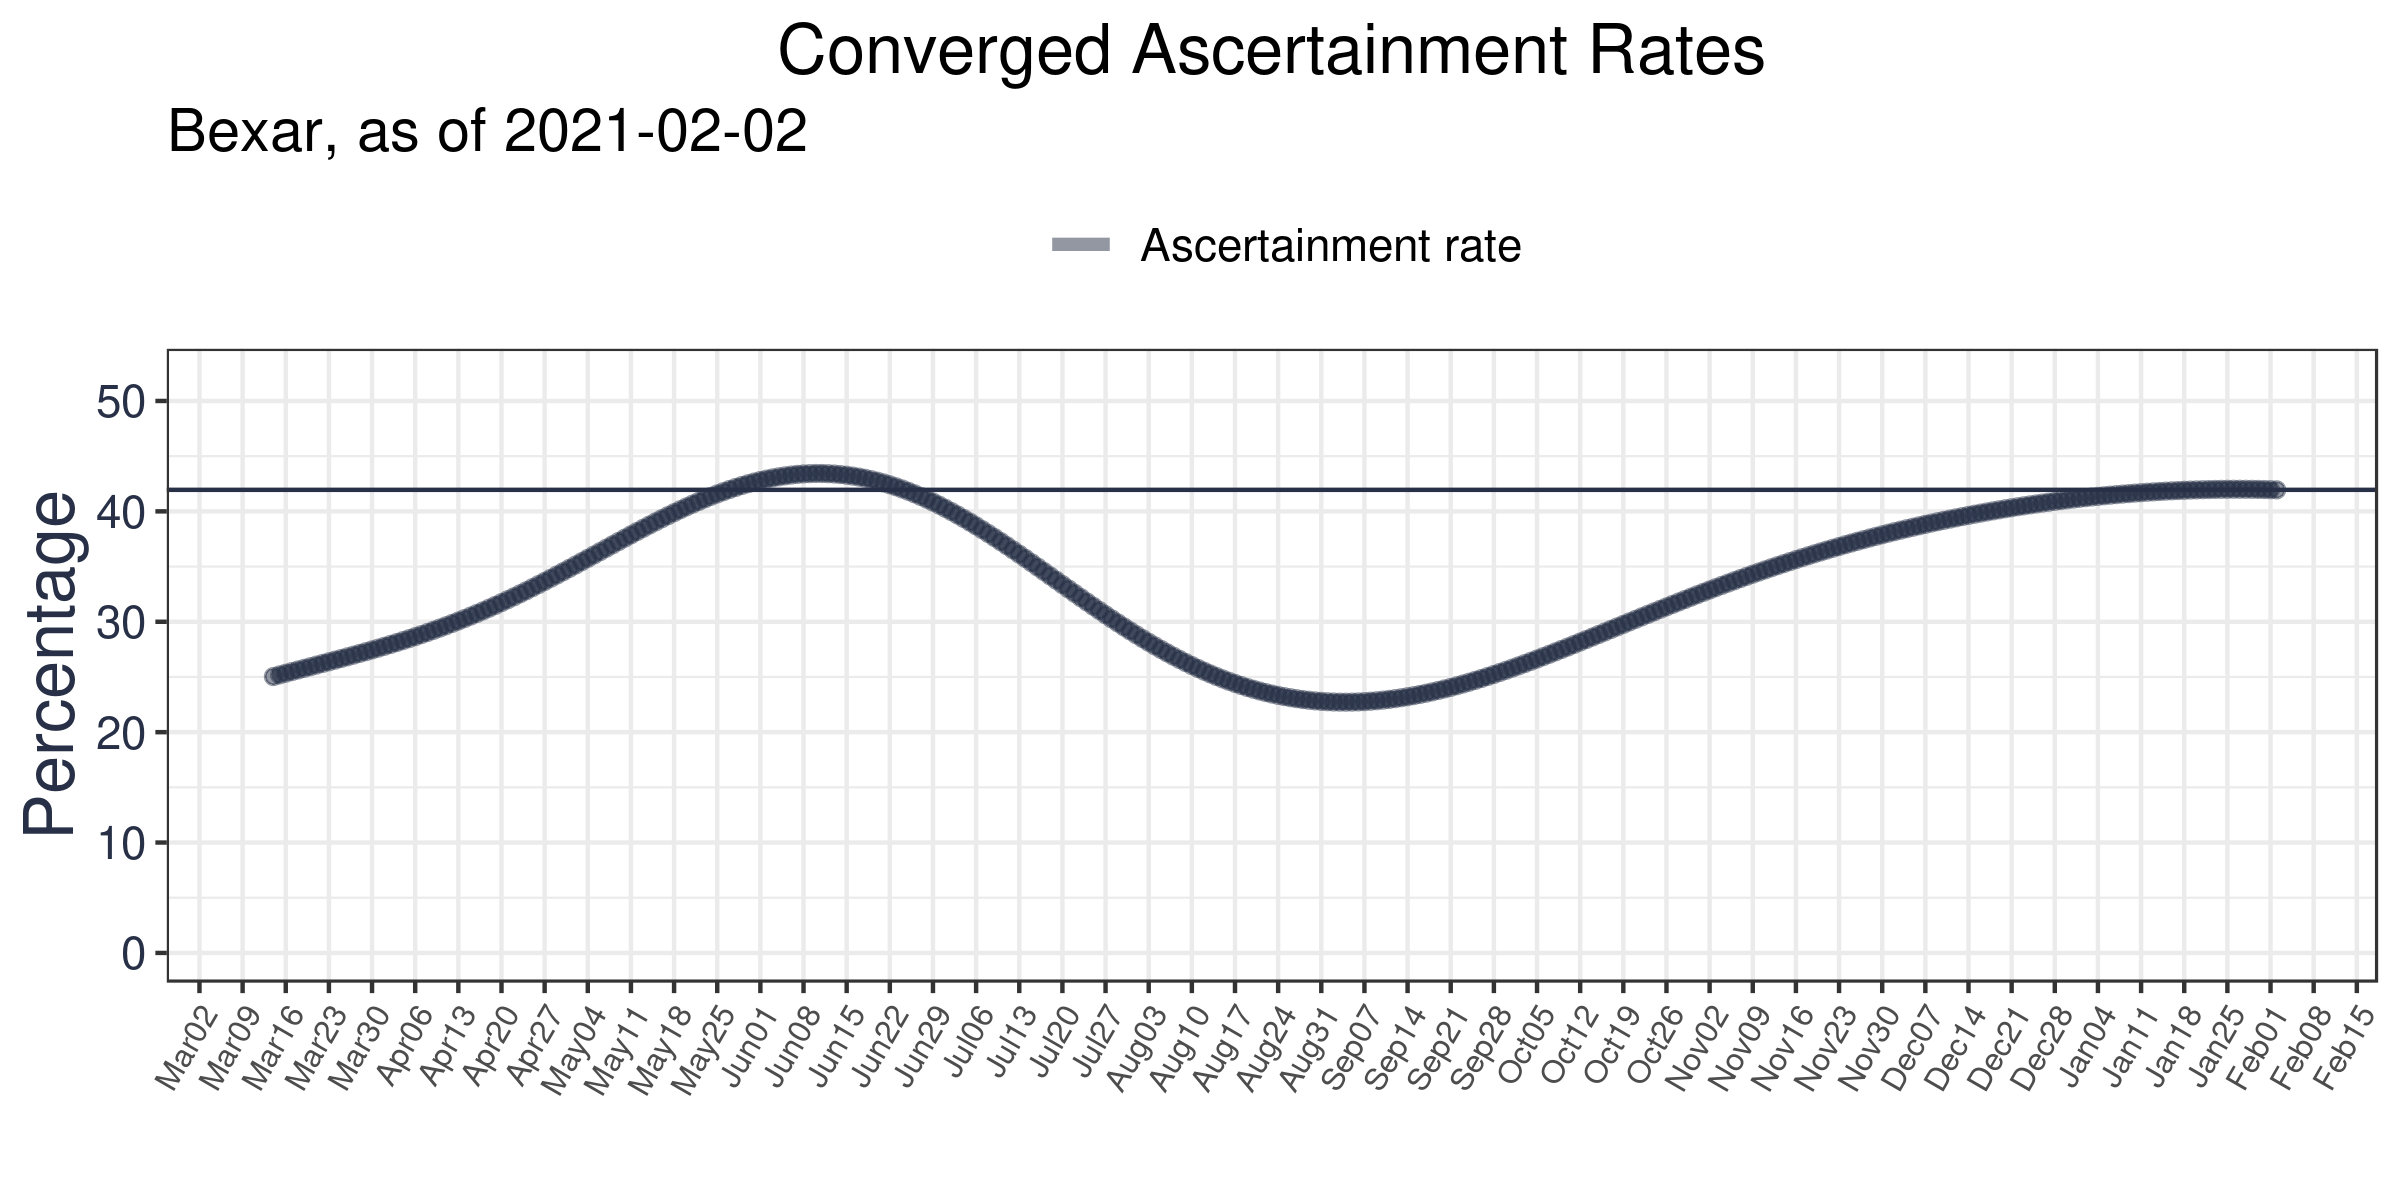 Converged Ascertainment Rates
Bexar, as of 2021-02-02
Ascertainment rate
Percentage
50
40
30
20
10
0
Mar02
Mar09
Mar16
Mar23
Mar30
Apr06
Apr13
Apr20
Apr27
May04
May11
May18
May25
Jun01
Jun08
Jun15
Jun22
Jun29
Jul06
Jul13
Jul20
Jul27
Aug03
Aug10
Aug17
Aug24
Aug31
Sep07
Sep14
Sep21
Sep28
Oct05
Oct12
Oct19
Oct26
Nov02
Nov09
Nov16
Nov23
Nov30
Dec07
Dec14
Dec21
Dec28
Jan04
Jan11
Jan18
Jan25
Feb01
Feb08
Feb15